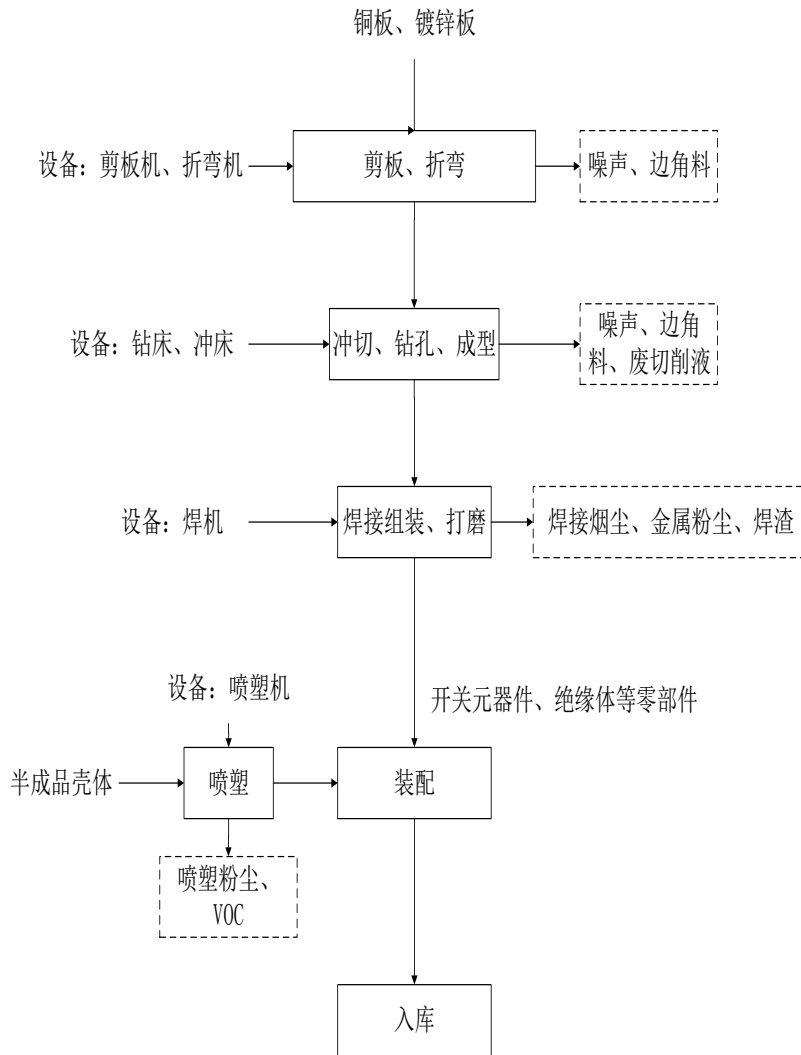 铜板、镀锌板
设备：剪板机、折弯机
剪板、折弯
噪声、边角料
设备：钻床、冲床
冲切、钻孔、成型
噪声、边角
料、废切削液
设备：焊机
焊接组装、打磨
焊接烟尘、金属粉尘、焊渣
设备：喷塑机
开关元器件、绝缘体等零部件
半成品壳体
喷塑
装配
喷塑粉尘、
VOC
入库